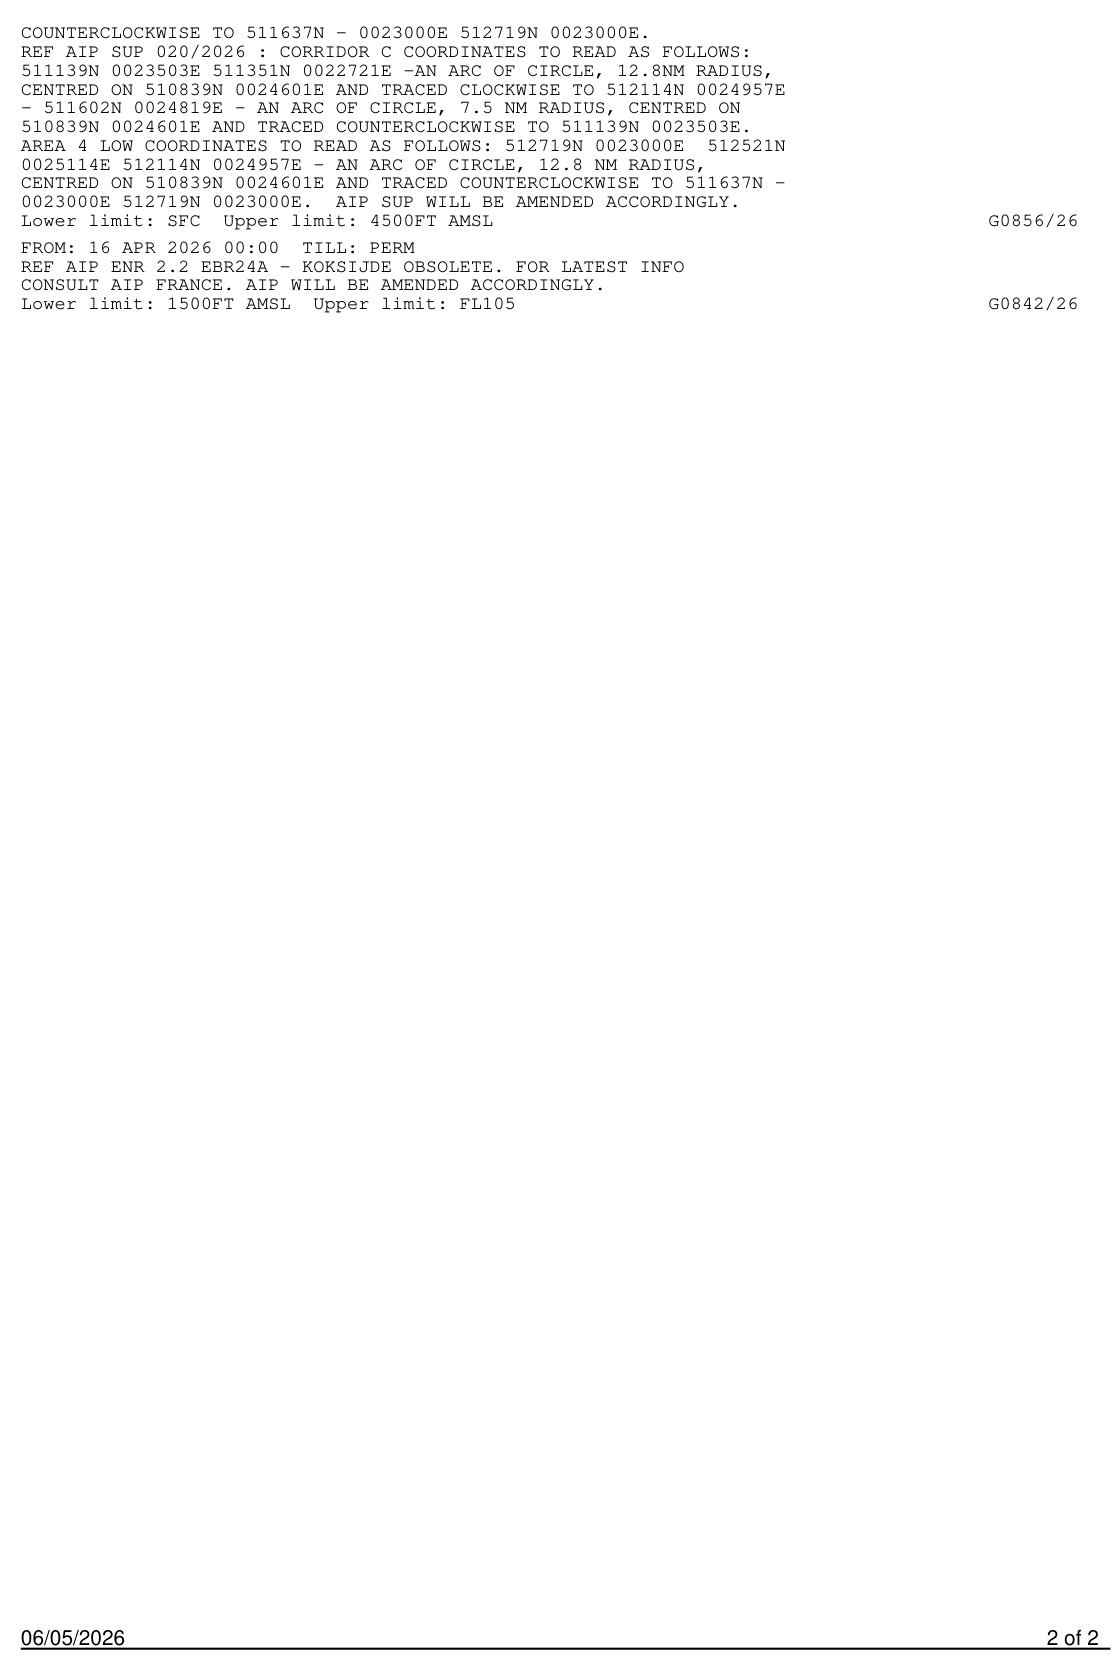 COUNTERCLOCKWISE TO 511637N - 0023000E 512719N 0023000E.
REF AIP SUP 020/2026 : CORRIDOR C COORDINATES TO READ AS FOLLOWS:
511139N 0023503E 511351N 0022721E -AN ARC OF CIRCLE, 12.8NM RADIUS,
CENTRED ON 510839N 0024601E AND TRACED CLOCKWISE TO 512114N 0024957E
- 511602N 0024819E - AN ARC OF CIRCLE, 7.5 NM RADIUS, CENTRED ON
510839N 0024601E AND TRACED COUNTERCLOCKWISE TO 511139N 0023503E.
AREA 4 LOW COORDINATES TO READ AS FOLLOWS: 512719N 0023000E  512521N
0025114E 512114N 0024957E - AN ARC OF CIRCLE, 12.8 NM RADIUS,
CENTRED ON 510839N 0024601E AND TRACED COUNTERCLOCKWISE TO 511637N -
0023000E 512719N 0023000E.  AIP SUP WILL BE AMENDED ACCORDINGLY.
Lower limit: SFC  Upper limit: 4500FT AMSL G0856/26
FROM: 16 APR 2026 00:00  TILL: PERM
REF AIP ENR 2.2 EBR24A - KOKSIJDE OBSOLETE. FOR LATEST INFO
CONSULT AIP FRANCE. AIP WILL BE AMENDED ACCORDINGLY.
Lower limit: 1500FT AMSL  Upper limit: FL105 G0842/26
06/05/2026 2 of 2